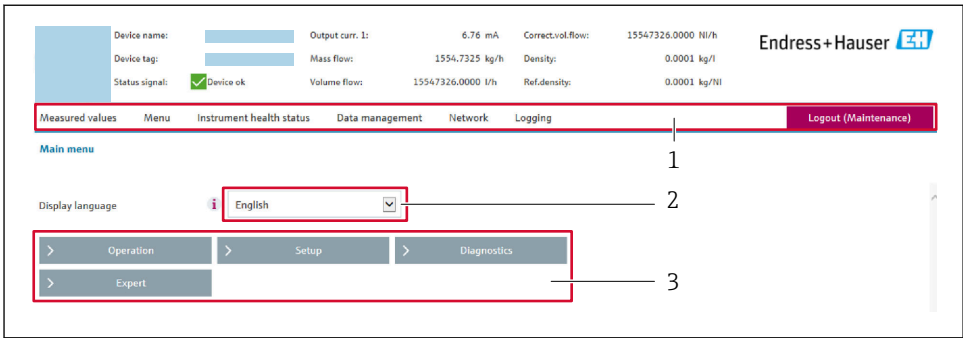 Device name: Output curr. 1: 6.76 mA Correct.vol.flow: 15547326.0000 Nl/h
Endress+Hauser EH
Device tag: Mass flow: 1554.7325 kg/h Density: 0.0001 kg/l
Status signal: Device ok Volume flow: 15547326.0000 l/h Ref.density: 0.0001 kg/Nl
Measured values Menu Instrument health status Data management Network Logging Logout (Maintenance)
1
Main menu
Display language i English 2
> Operation > Setup > Diagnostics
> Expert 3